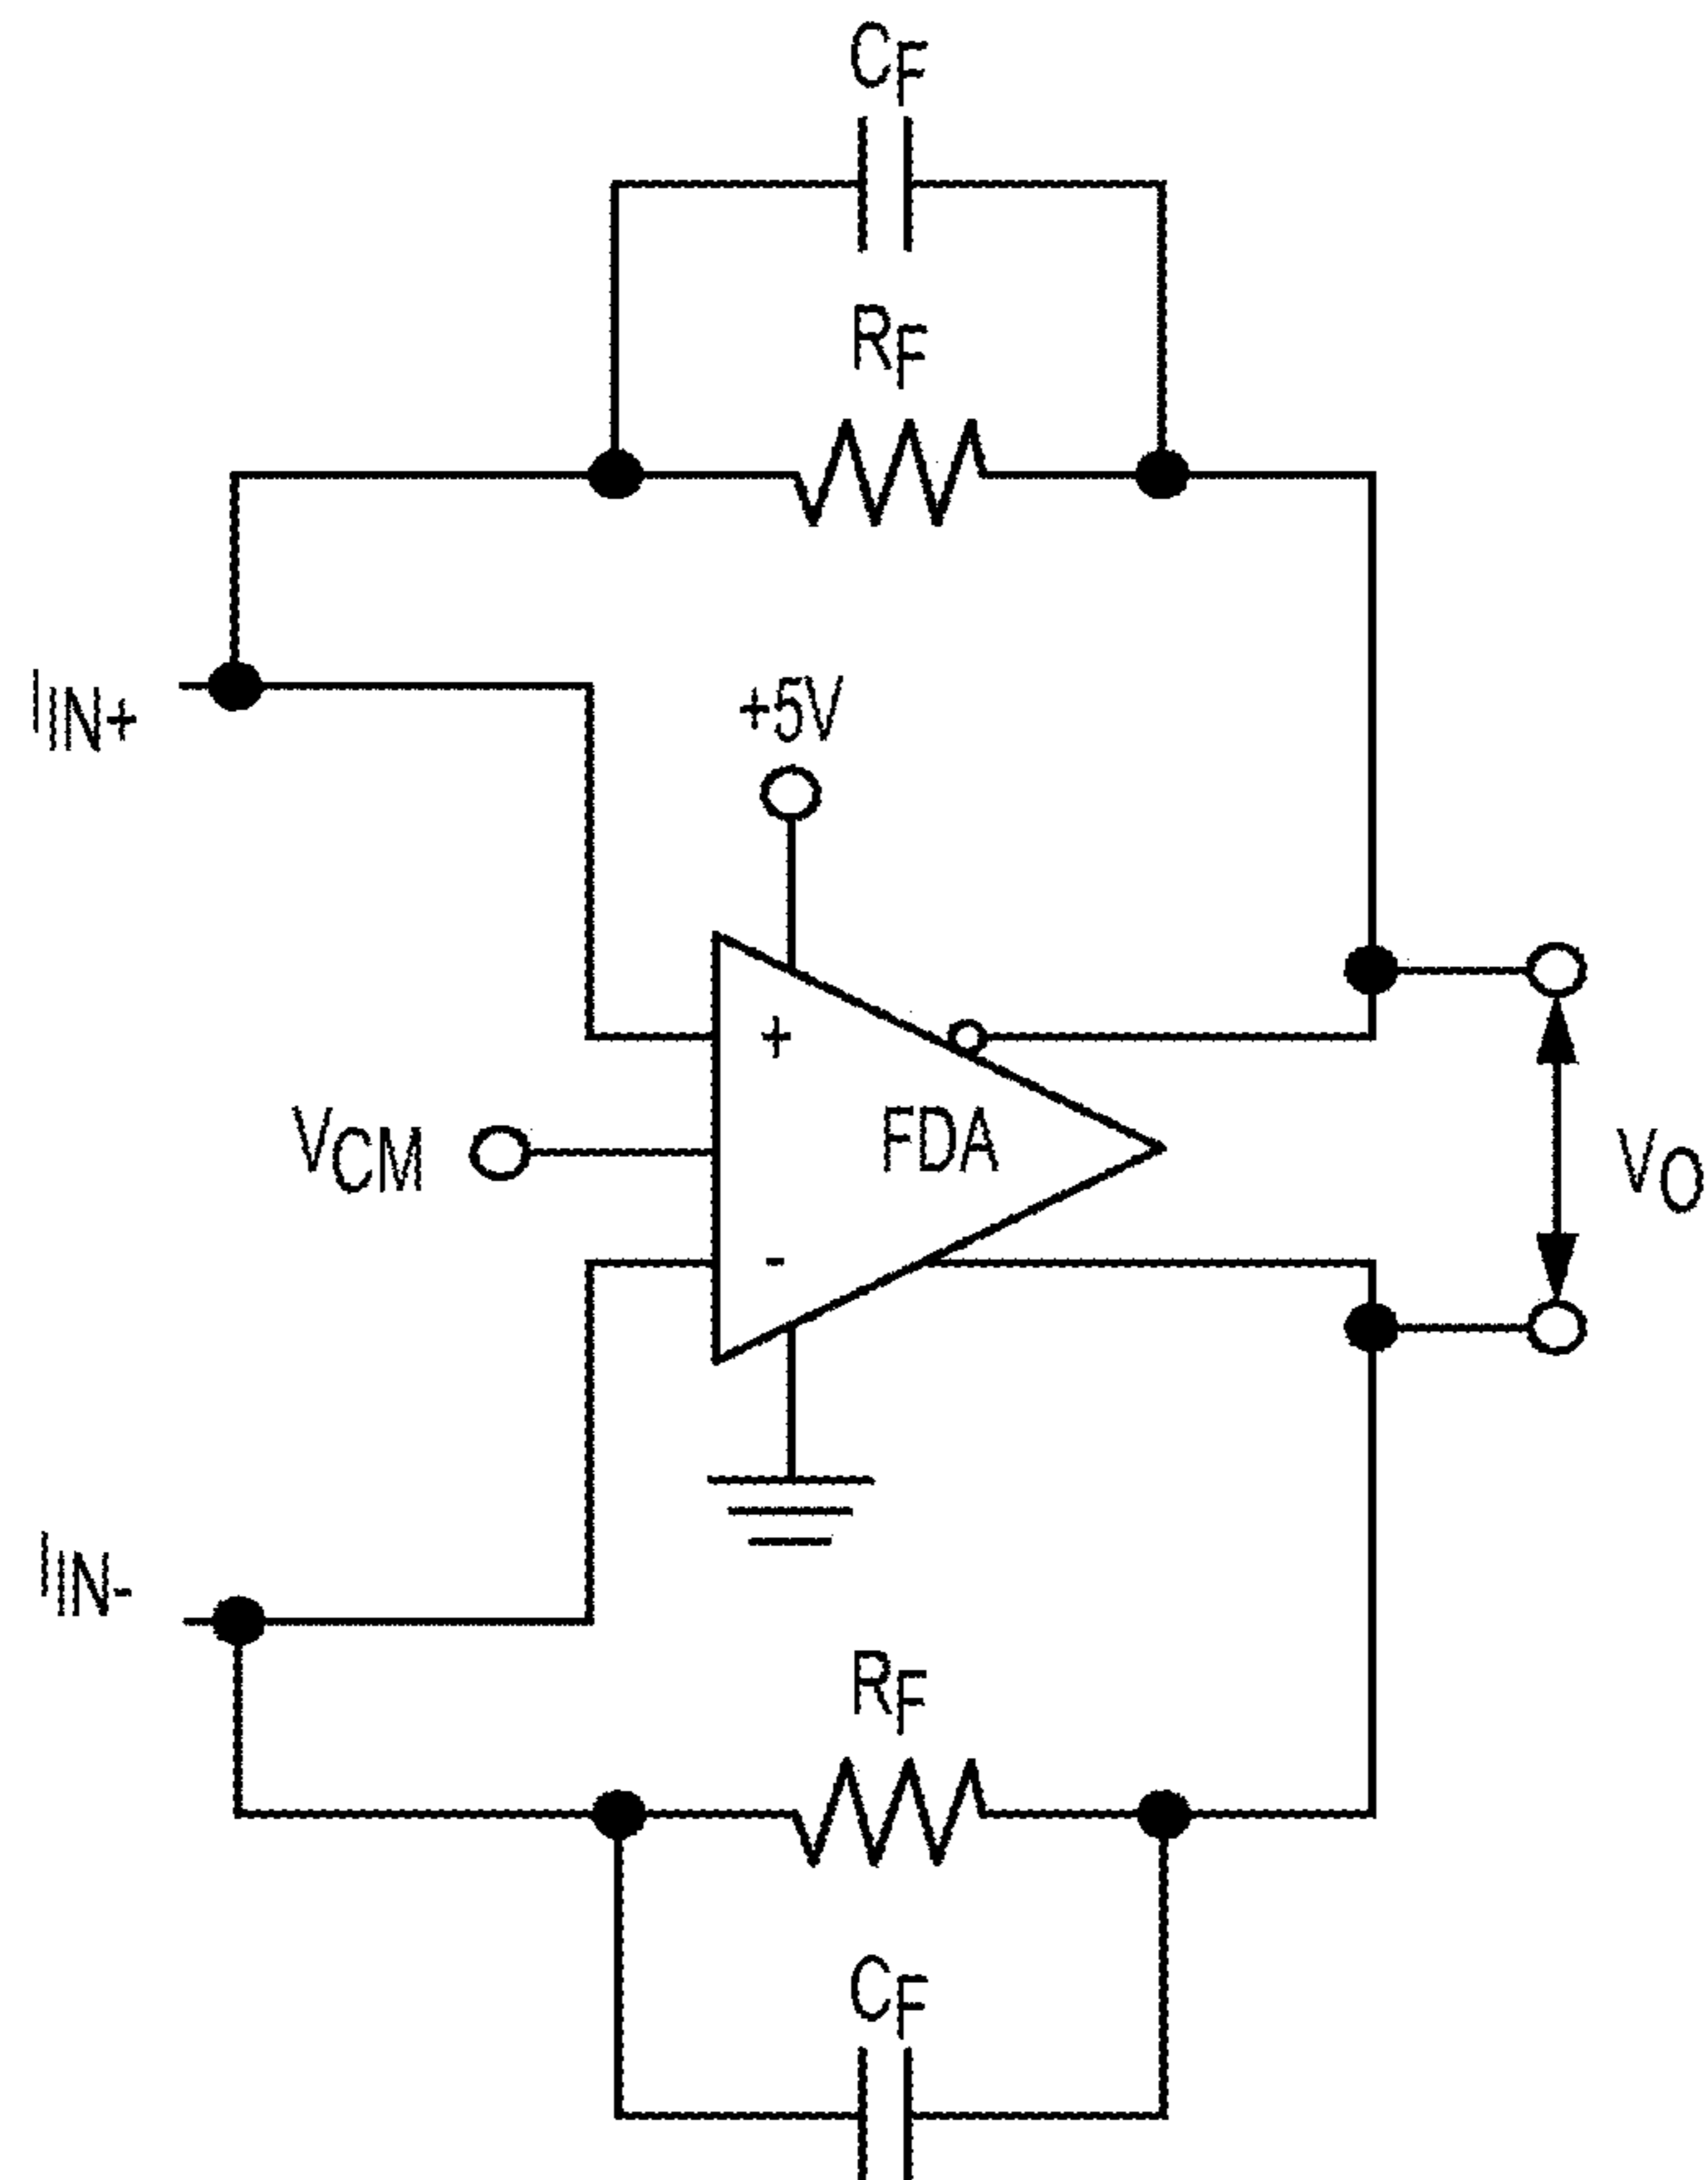 CF
RF
IIN+
+5V
+
VCM
FDA
VO
-
IIN-
RF
CF